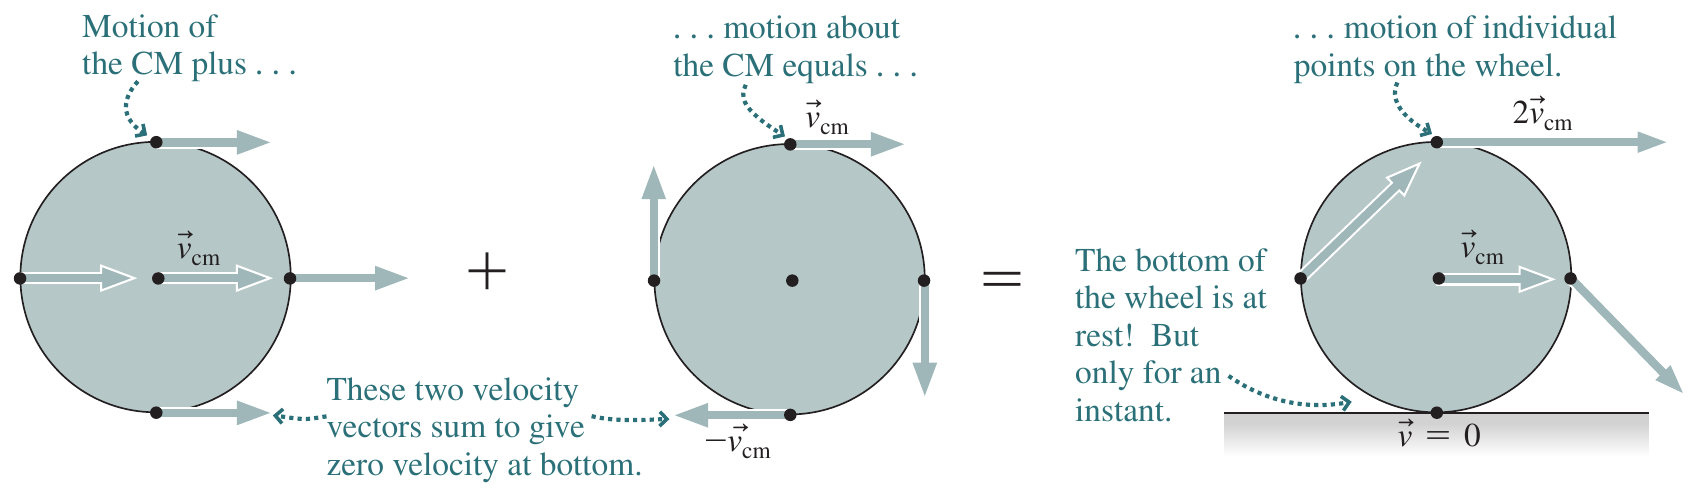 Motion of
the CM plus . . .
v⃗cm
+
. . . motion about
the CM equals . . .
v⃗cm
−v⃗cm
These two velocity
vectors sum to give
zero velocity at bottom.
=
. . . motion of individual
points on the wheel.
2v⃗cm
v⃗cm
The bottom of
the wheel is at
rest! But
only for an
instant.
v⃗ = 0